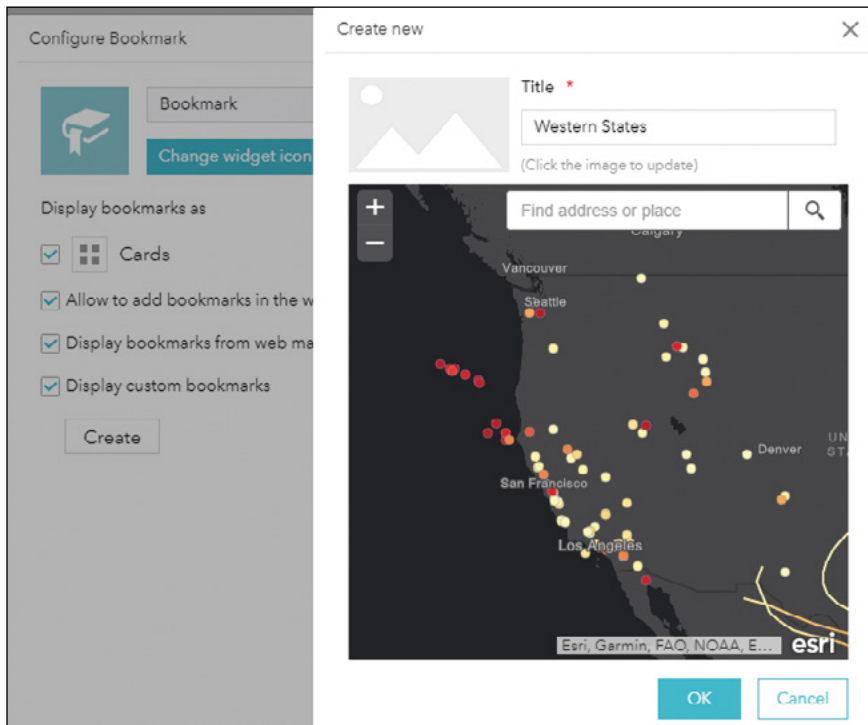 Configure Bookmark
Bookmark
Change widget icon
Display bookmarks as
Cards
Allow to add bookmarks in the w
Display bookmarks from web ma
Display custom bookmarks
Create
Create new
Title *
Western States
(Click the image to update)
+
−
Find address or place
Calgary
Vancouver
Seattle
Denver
UN
STA
San Francisco
Los Angeles
Esri, Garmin, FAO, NOAA, E...
esri
OK
Cancel